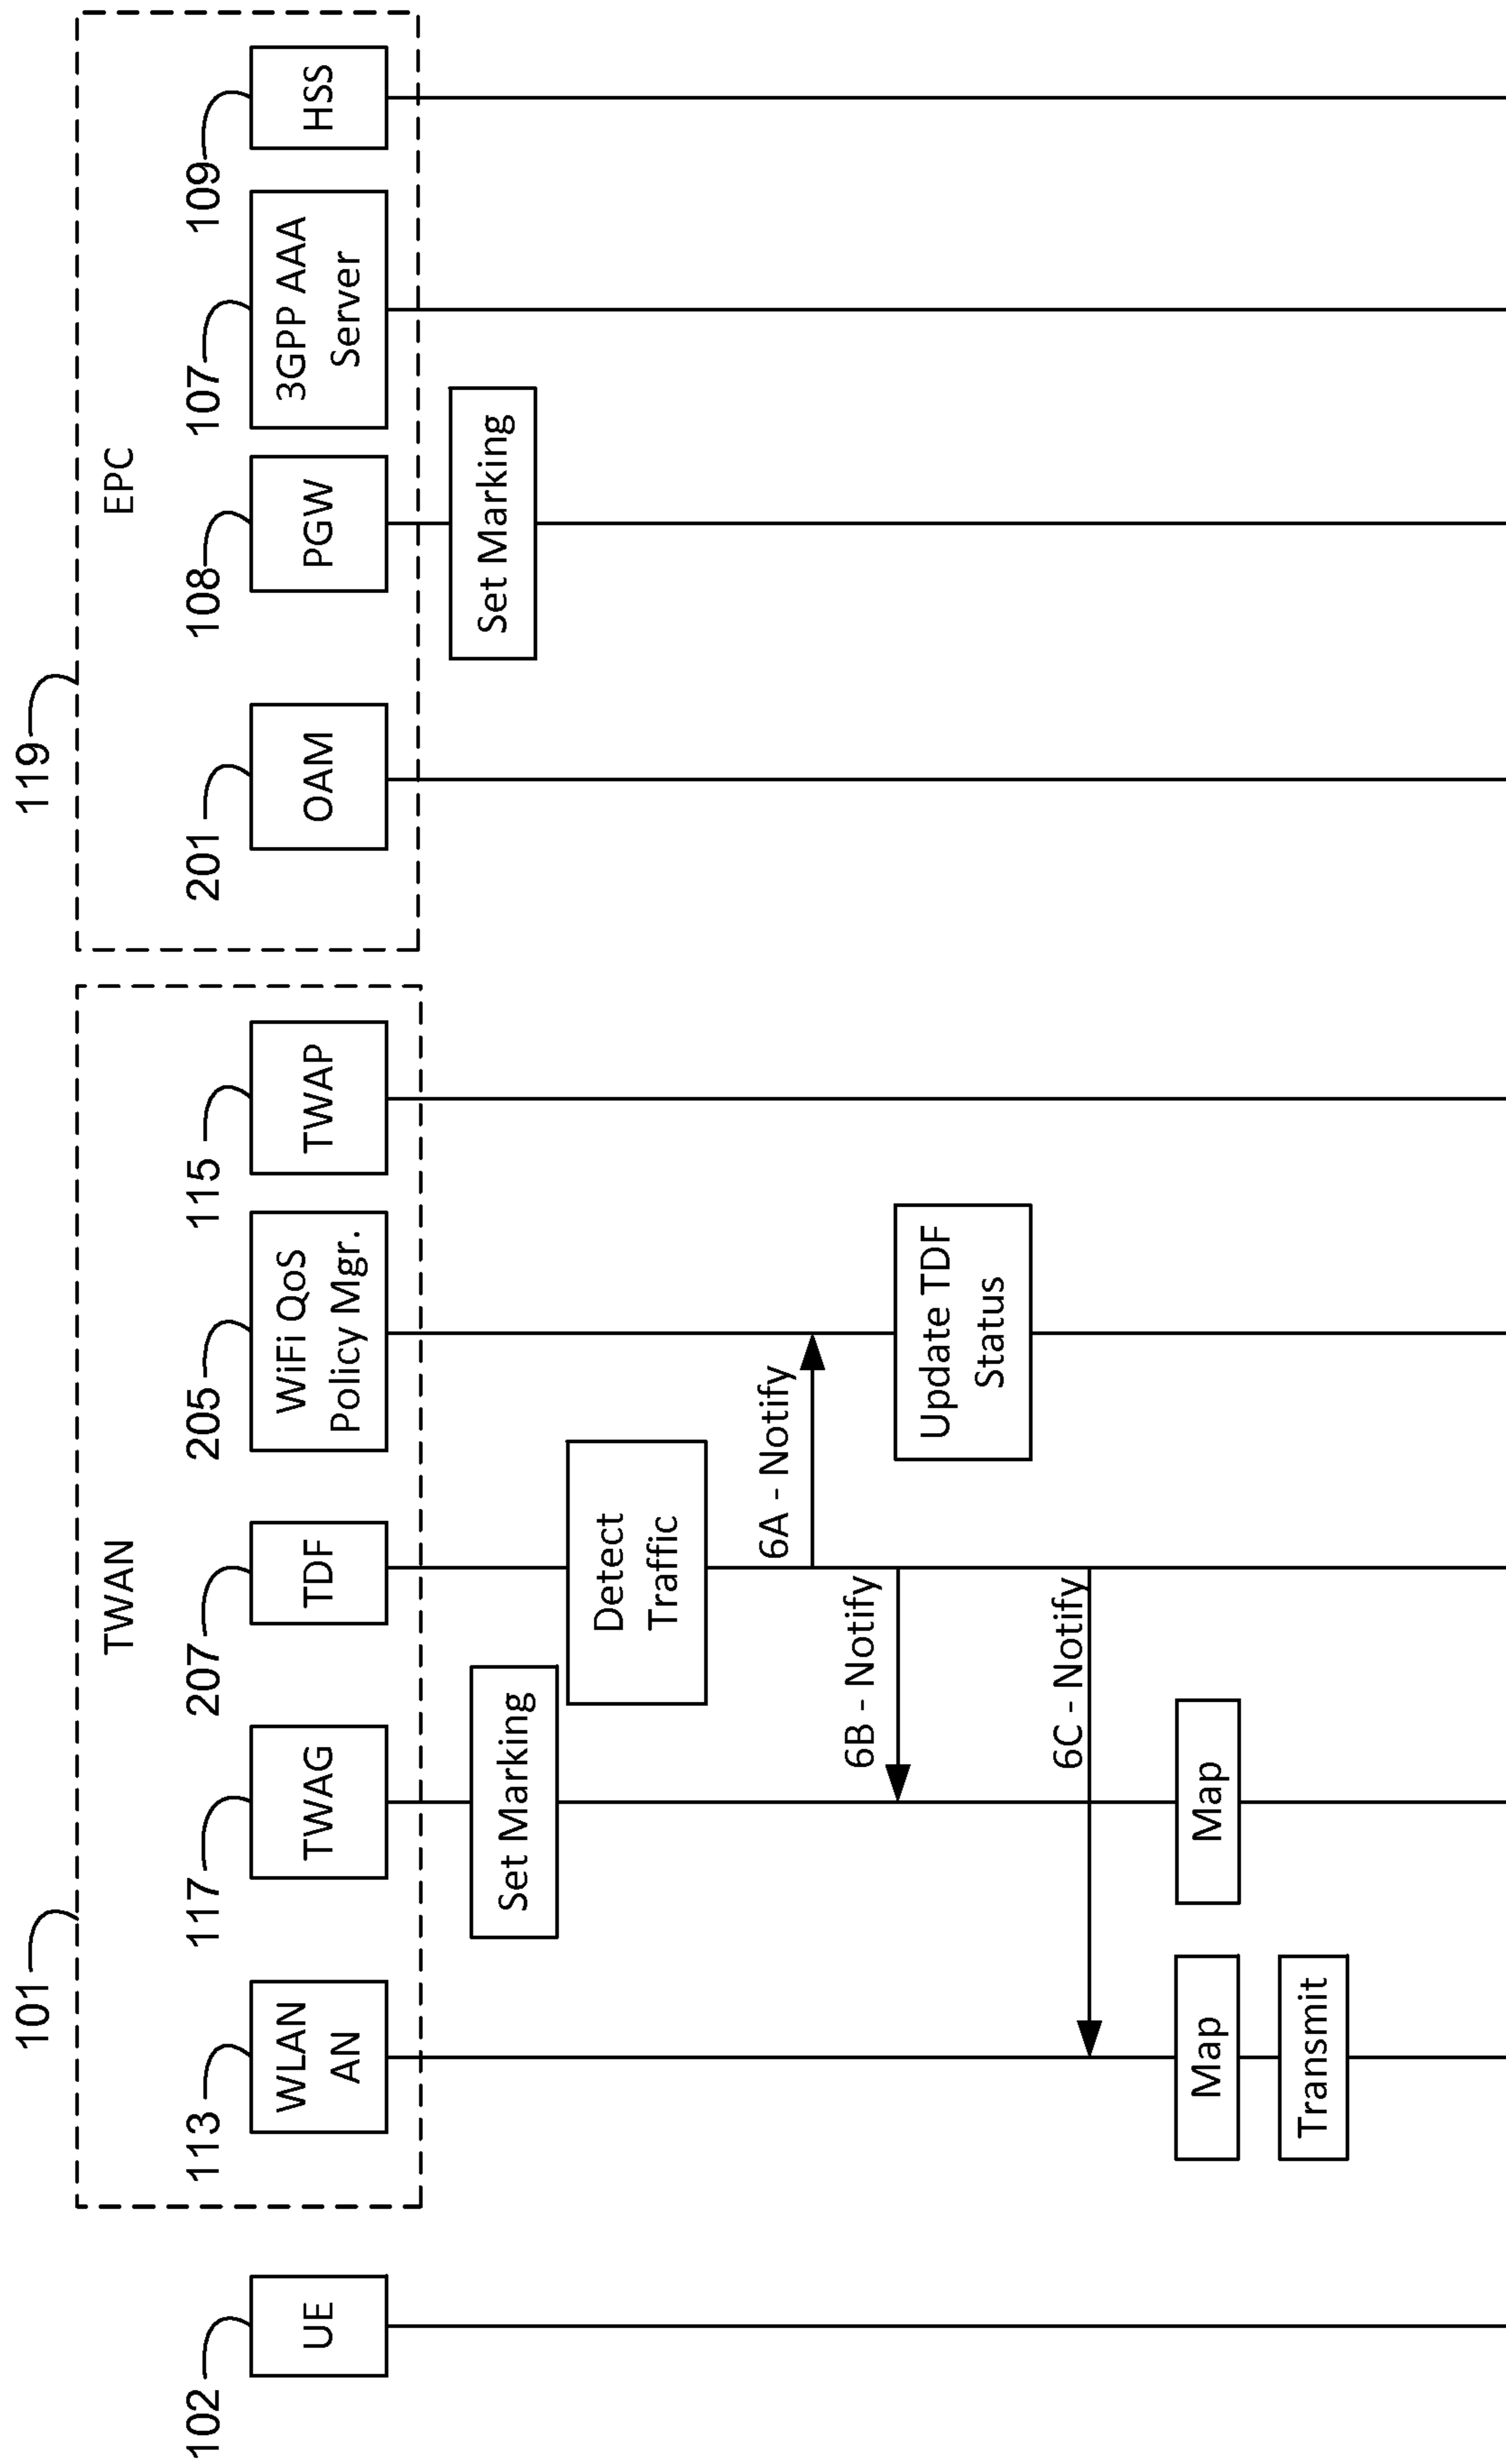 101
119
TWAN
EPC
102
113
117
207
205
115
201
108
107
109
UE
WLAN
AN
TWAG
TDF
WiFi QoS
Policy Mgr.
TWAP
OAM
PGW
3GPP AAA
Server
HSS
Set Marking
Set Marking
Detect
Traffic
6A - Notify
6B - Notify
Update TDF
Status
6C - Notify
Map
Map
Transmit